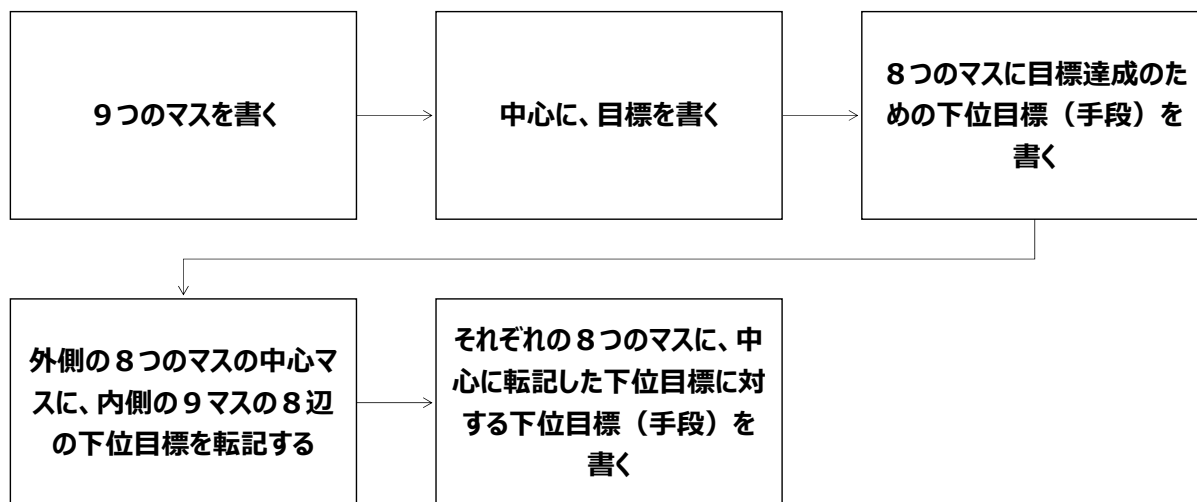 ９つのマスを書く
中心に、目標を書く
８つのマスに目標達成のた
めの下位目標（手段）を
書く
外側の８つのマスの中心マ
スに、内側の９マスの８辺
の下位目標を転記する
それぞれの８つのマスに、中
心に転記した下位目標に対
する下位目標（手段）を
書く